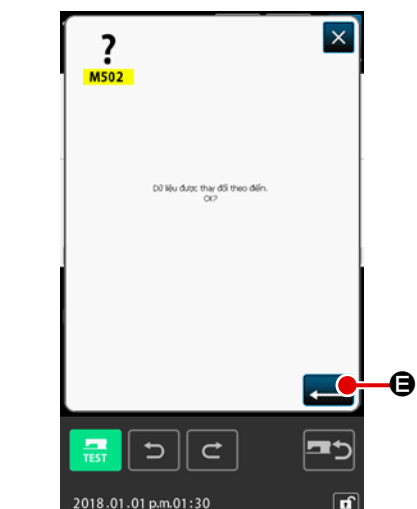 ?
M502
Dữ liệu được thay đổi theo điển.
OK?
E
TEST
2018.01.01 p.m.01:30